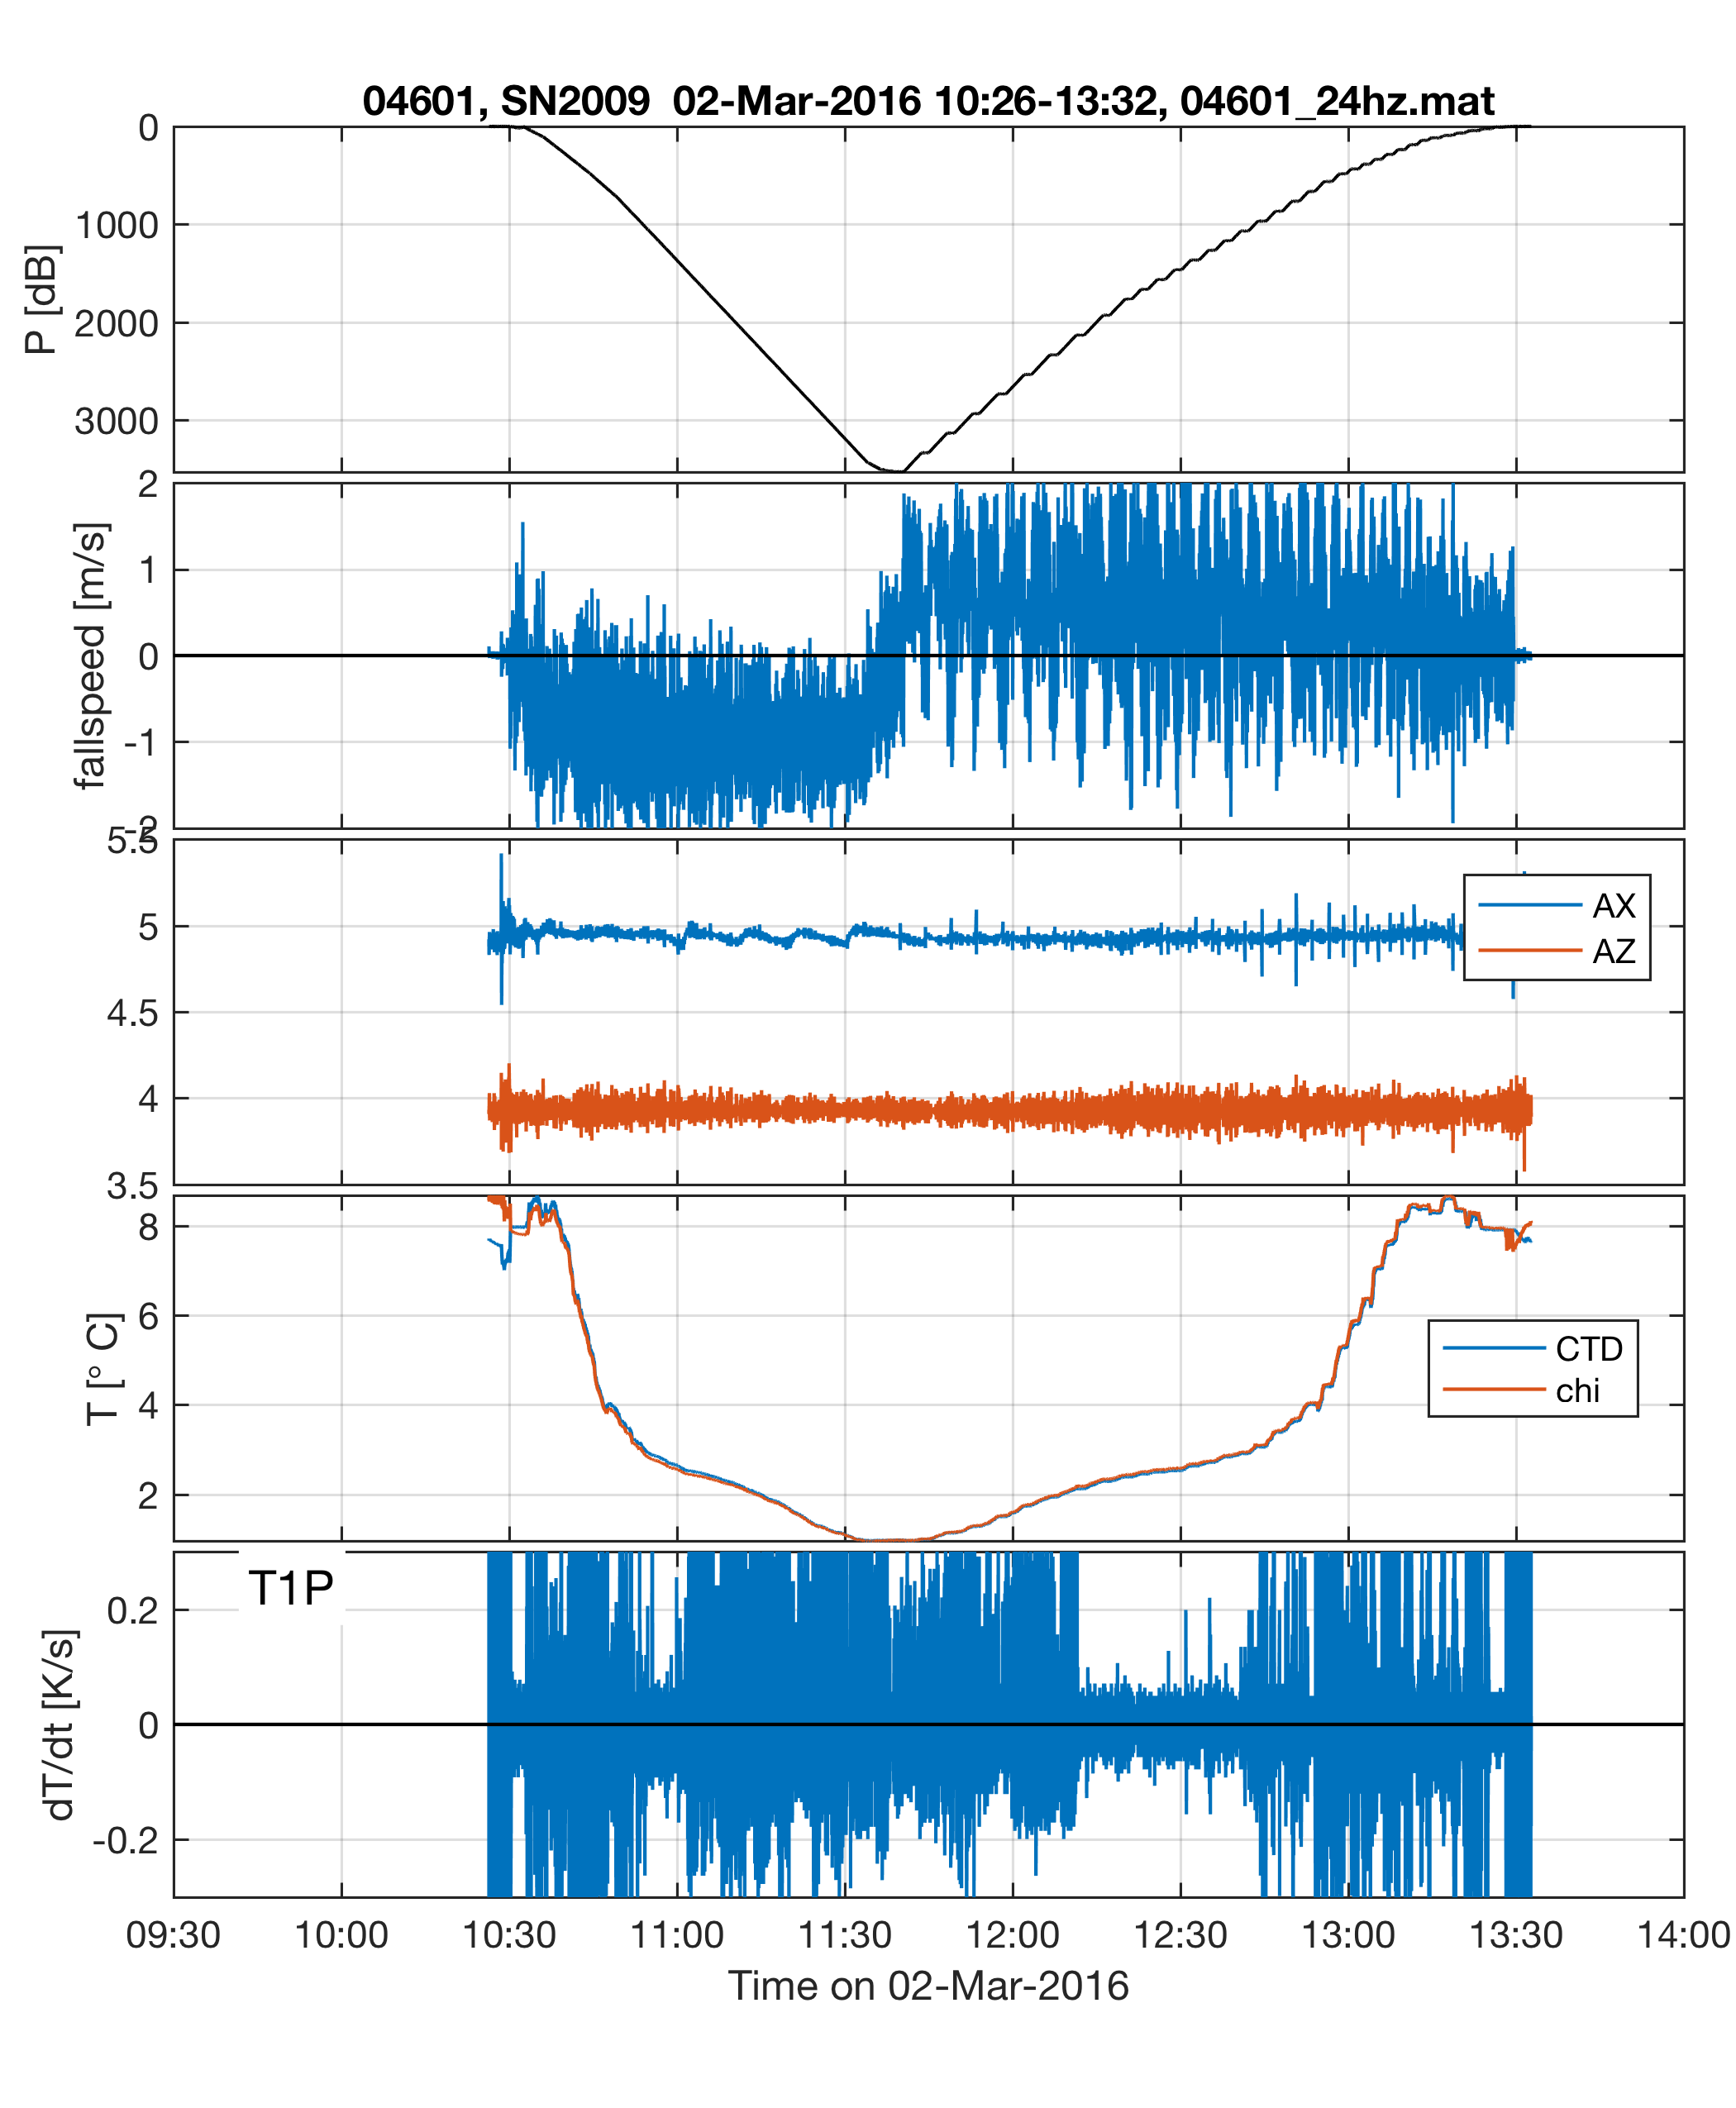 04601, SN2009  02-Mar-2016 10:26-13:32, 04601_24hz.mat
0
1000
2000
3000
P [dB]
2
1
0
-1
-2
fallspeed [m/s]
5.5
5
4.5
4
3.5
AX
AZ
8
6
4
2
T [° C]
CTD
chi
T1P
0.2
0
-0.2
dT/dt [K/s]
09:30 10:00 10:30 11:00 11:30 12:00 12:30 13:00 13:30 14:00
Time on 02-Mar-2016